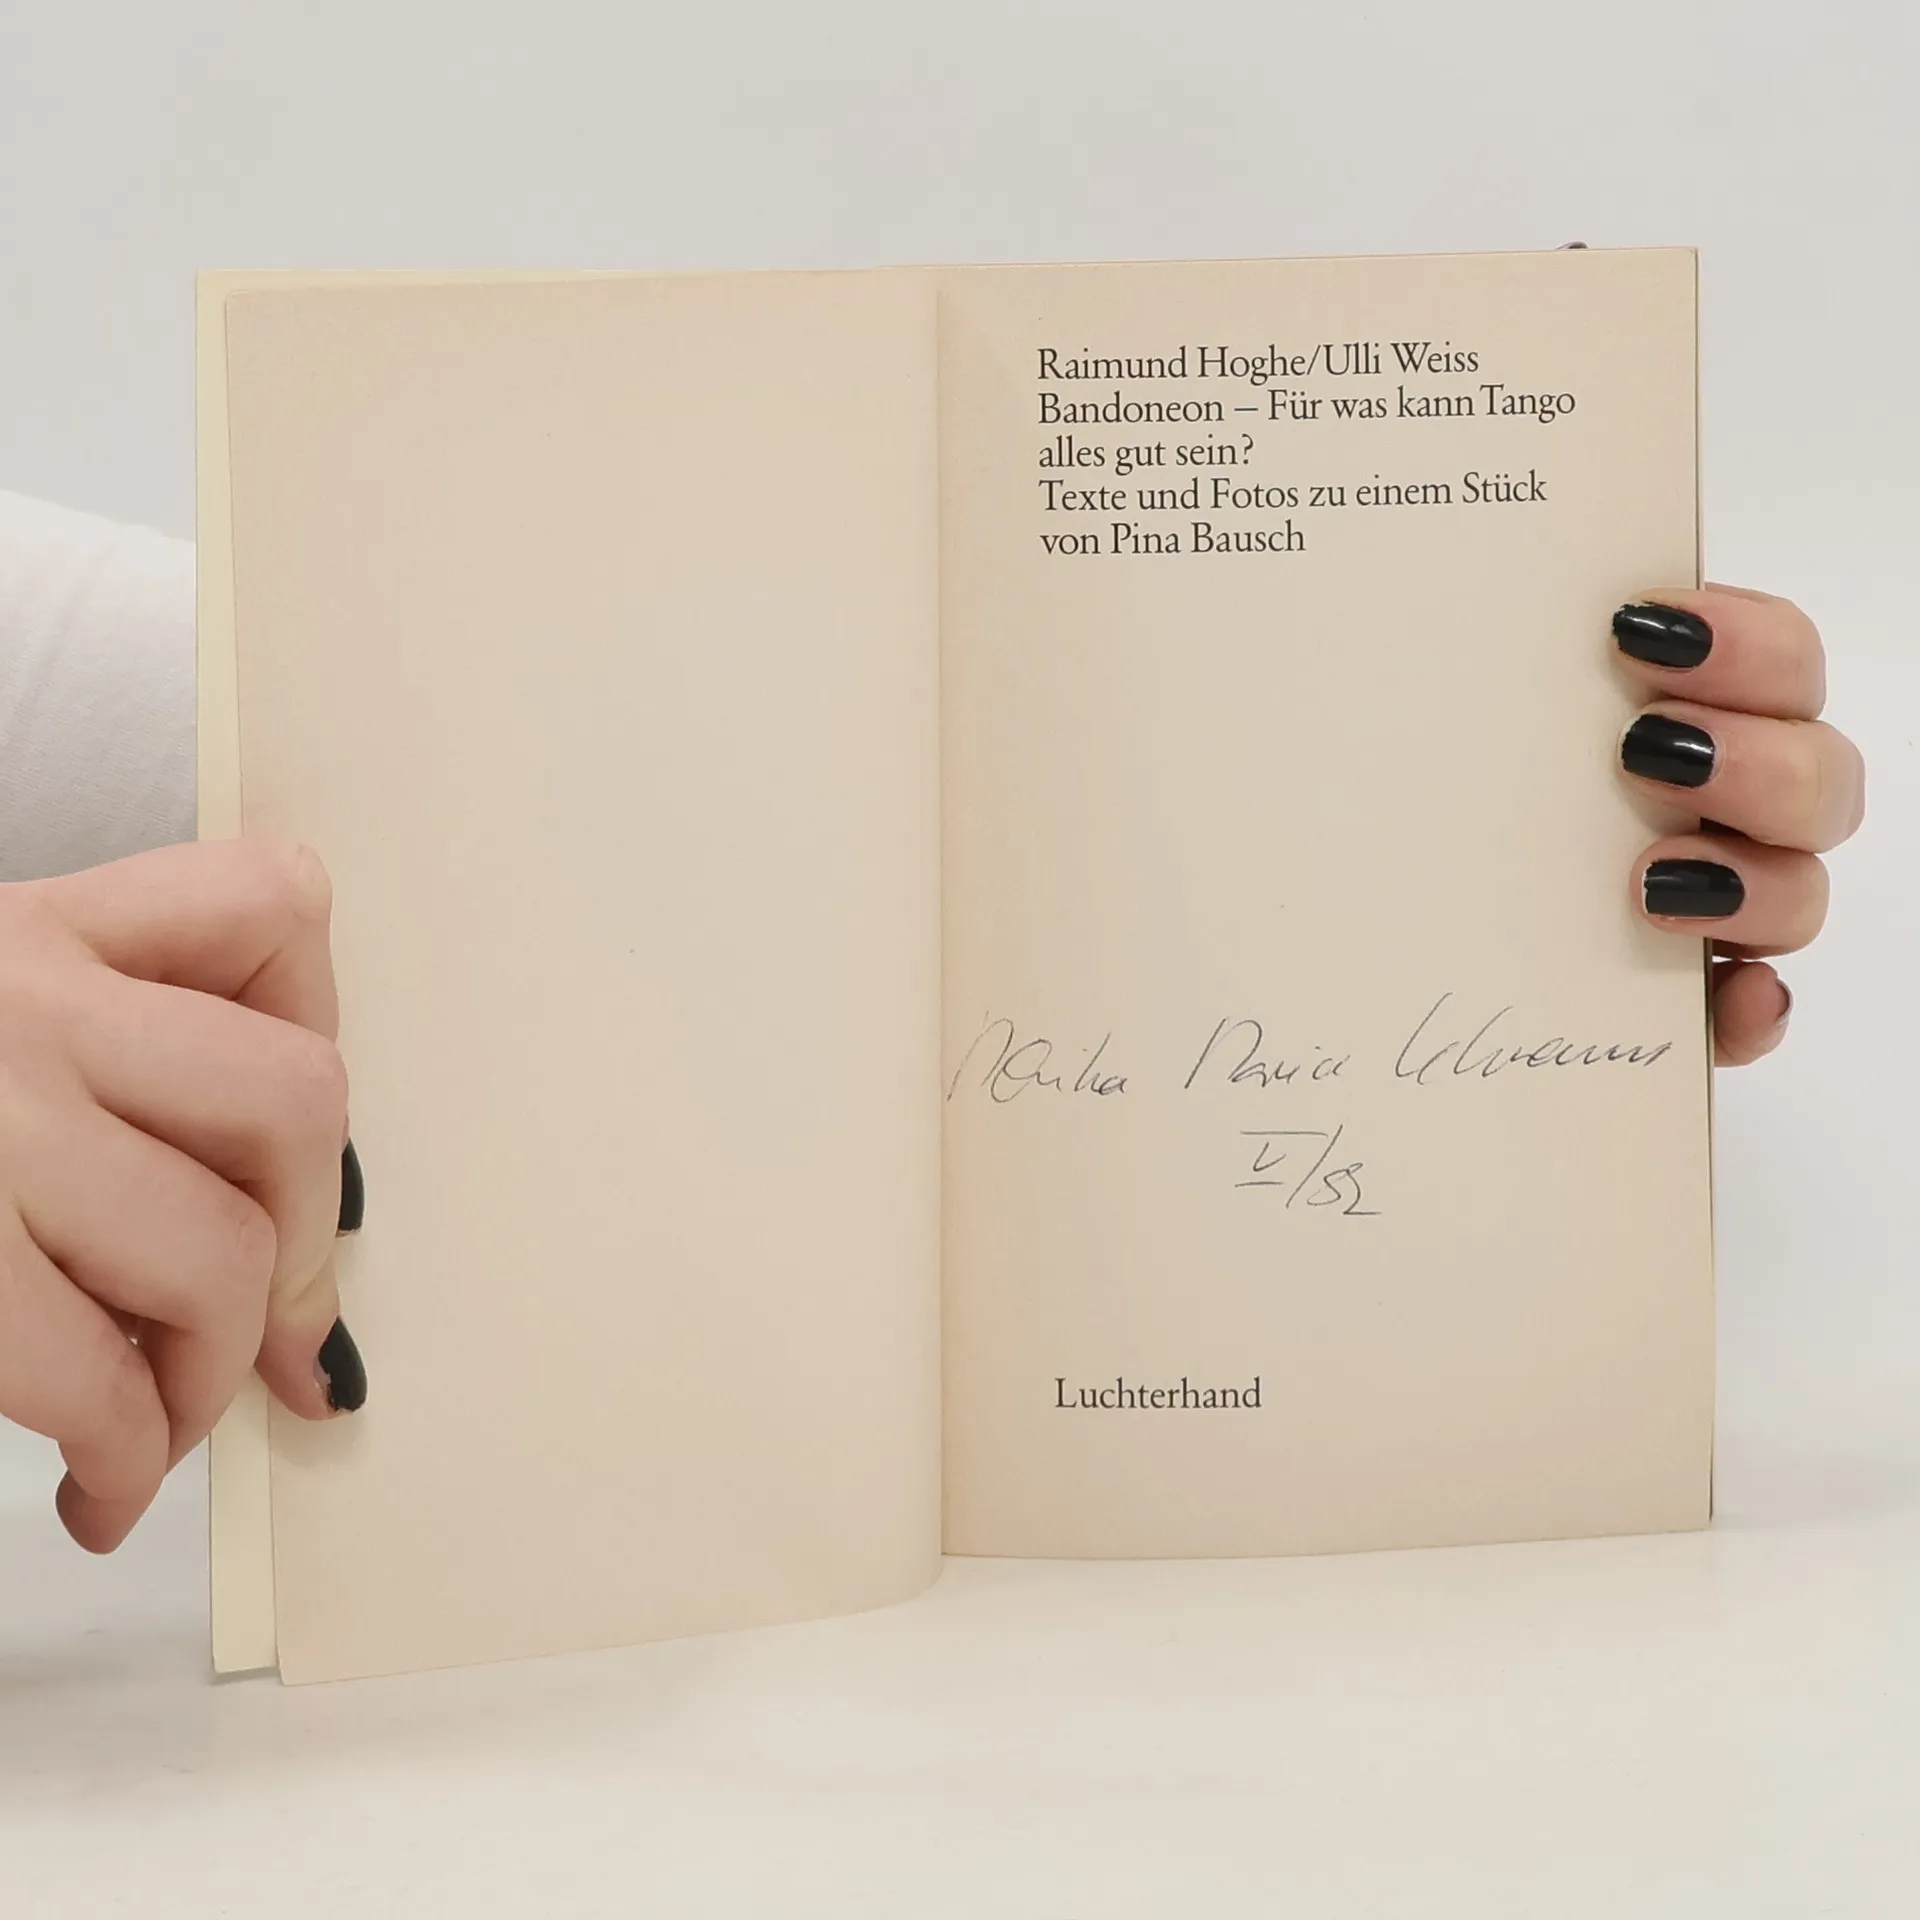 Raimund Hoghe/Ulli Weiss
Bandoneon – Für was kann Tango
alles gut sein?
Texte und Fotos zu einem Stück
von Pina Bausch
Maria
V/82
Luchterhand